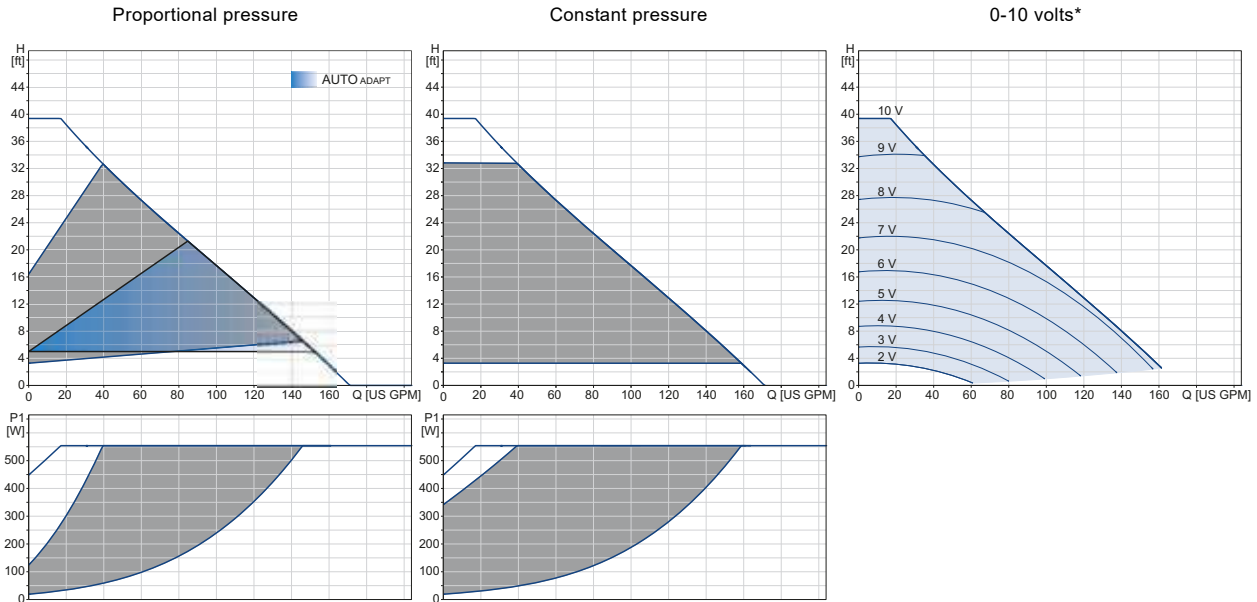 Proportional pressure
H
[ft]
44
40
36
32
28
24
20
16
12
8
4
0
AUTO ADAPT
0 20 40 60 80 100 120 140 Q [US GPM]
P1
[W]
500
400
300
200
100
0
Constant pressure
H
[ft]
44
40
36
32
28
24
20
16
12
8
4
0
0 20 40 60 80 100 120 140 160 Q [US GPM]
P1
[W]
500
400
300
200
100
0
0-10 volts*
H
[ft]
44
40
36
32
28
24
20
16
12
8
4
0
10 V
9 V
8 V
7 V
6 V
5 V
4 V
3 V
2 V
0 20 40 60 80 100 120 140 160 Q [US GPM]